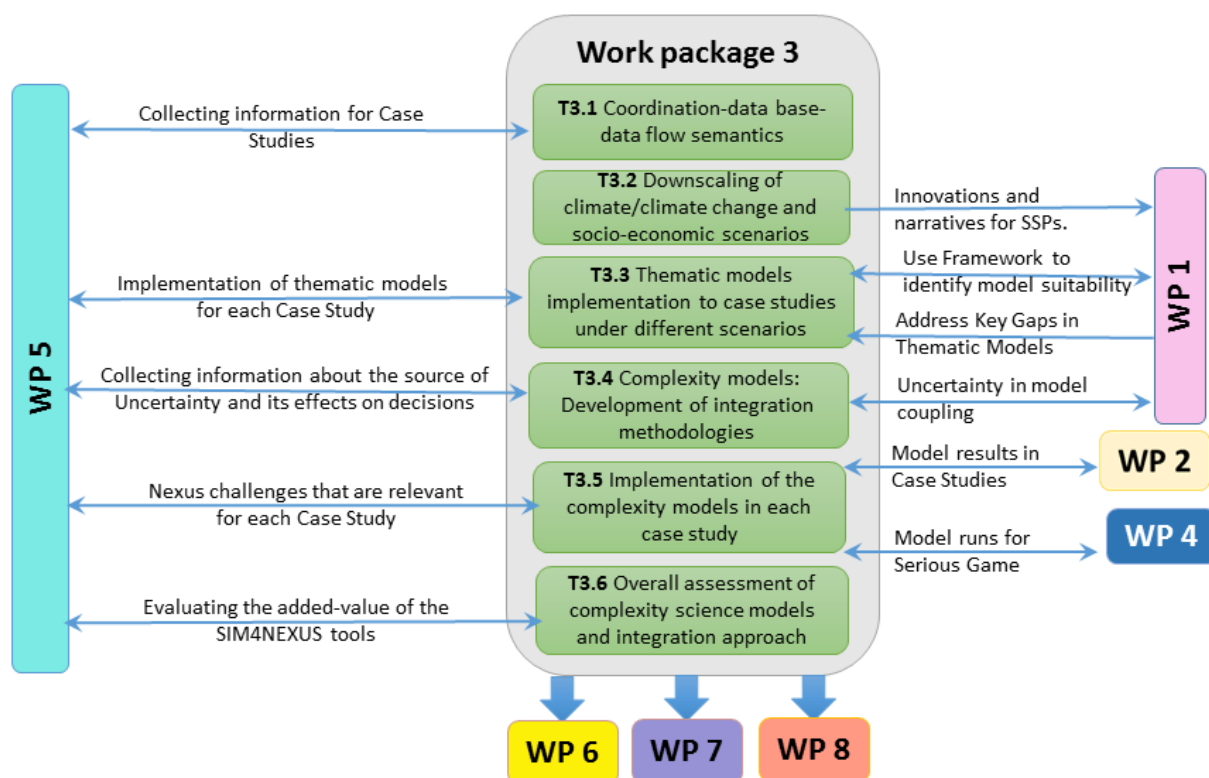 Work package 3
T3.1 Coordination-data base-
data flow semantics
T3.2 Downscaling of
climate/climate change and
socio-economic scenarios
T3.3 Thematic models
implementation to case studies
under different scenarios
T3.4 Complexity models:
Development of integration
methodologies
T3.5 Implementation of the
complexity models in each
case study
T3.6 Overall assessment of
complexity science models
and integration approach
WP 5
Collecting information for Case
Studies
Implementation of thematic models
for each Case Study
Collecting information about the source of
Uncertainty and its effects on decisions
Nexus challenges that are relevant
for each Case Study
Evaluating the added-value of the
SIM4NEXUS tools
Innovations and
narratives for SSPs.
Use Framework to
identify model suitability
Address Key Gaps in
Thematic Models
Uncertainty in model
coupling
Model results in
Case Studies
Model runs for
Serious Game
WP 1
WP 2
WP 4
WP 6
WP 7
WP 8